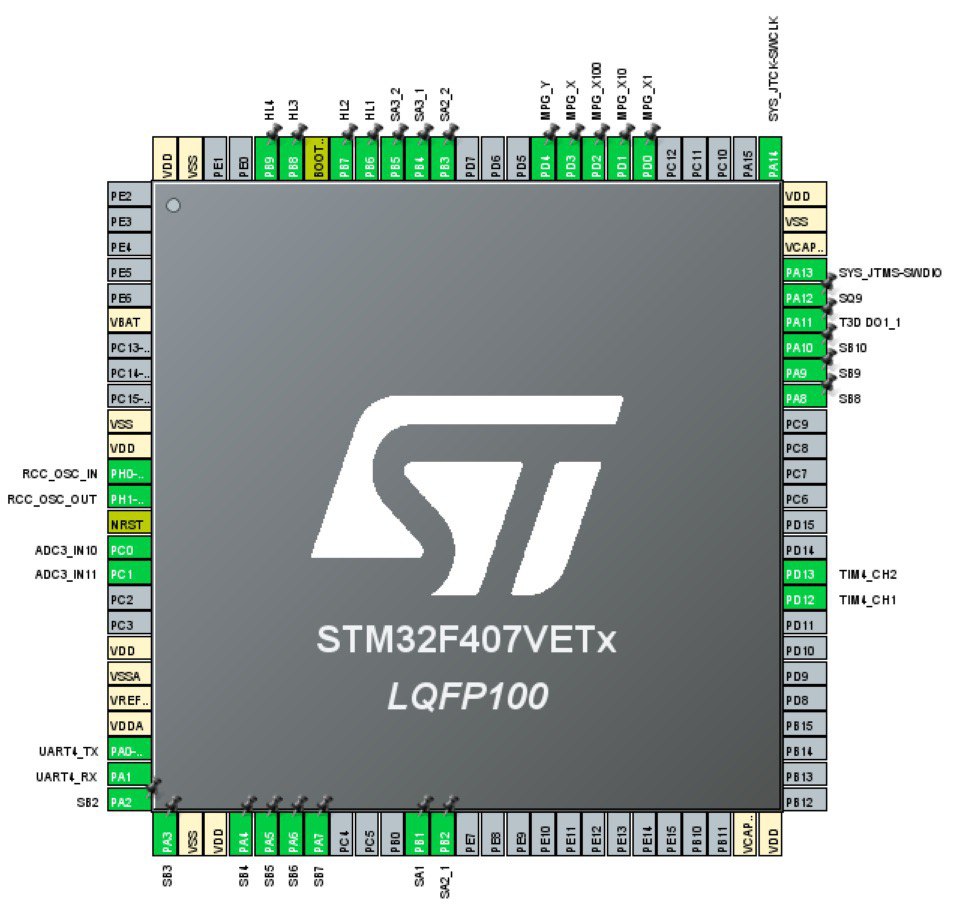 SYS_JTCK-SWCLK
HL4
HL3
HL2
HL1
SA3_2
SA3_1
SA2_2
MPG_Y
MPG_X
MPG_X100
MPG_X10
MPG_X1
VDD
VSS
PE1
PE0
PB9
PB8
BOOT..
PB7
PB6
PB5
PB4
PB3
PD7
PD6
PD5
PD4
PD3
PD2
PD1
PD0
PC12
PC11
PC10
PA15
PA14
PE2
PE3
PE4
PE5
PE6
VBAT
PC13-..
PC14-..
PC15-..
VSS
VDD
RCC_OSC_IN PH0-..
RCC_OSC_OUT PH1-..
NRST
ADC3_IN10 PC0
ADC3_IN11 PC1
PC2
PC3
VDD
VSSA
VREF..
VDDA
UART4_TX PA0-..
UART4_RX PA1
SB2 PA2
STM32F407VETx
LQFP100
VDD
VSS
VCAP..
PA13 SYS_JTMS-SWDIO
PA12 SQ9
PA11 T3D DO1_1
PA10 SB10
PA9 SB9
PA8 SB8
PC9
PC8
PC7
PC6
PD15
PD14
PD13 TIM4_CH2
PD12 TIM4_CH1
PD11
PD10
PD9
PD8
PB15
PB14
PB13
PB12
PA3
VSS
VDD
PA4
PA5
PA6
PA7
PC4
PC5
PB0
PB1
PB2
PE7
PE8
PE9
PE10
PE11
PE12
PE13
PE14
PE15
PB10
PB11
VCAP..
VDD
SB3
SB4
SB5
SB6
SB7
SA1
SA2_1